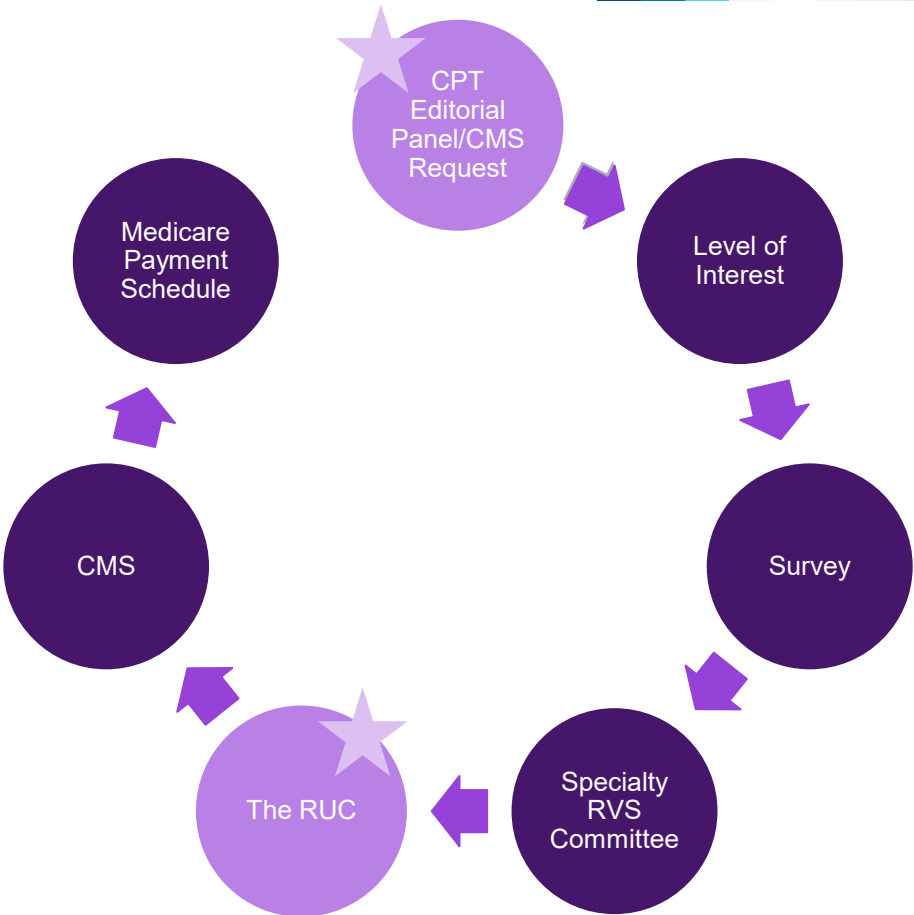 CPT
Editorial
Panel/CMS
Request
Level of
Interest
Survey
Specialty
RVS
Committee
The RUC
CMS
Medicare
Payment
Schedule